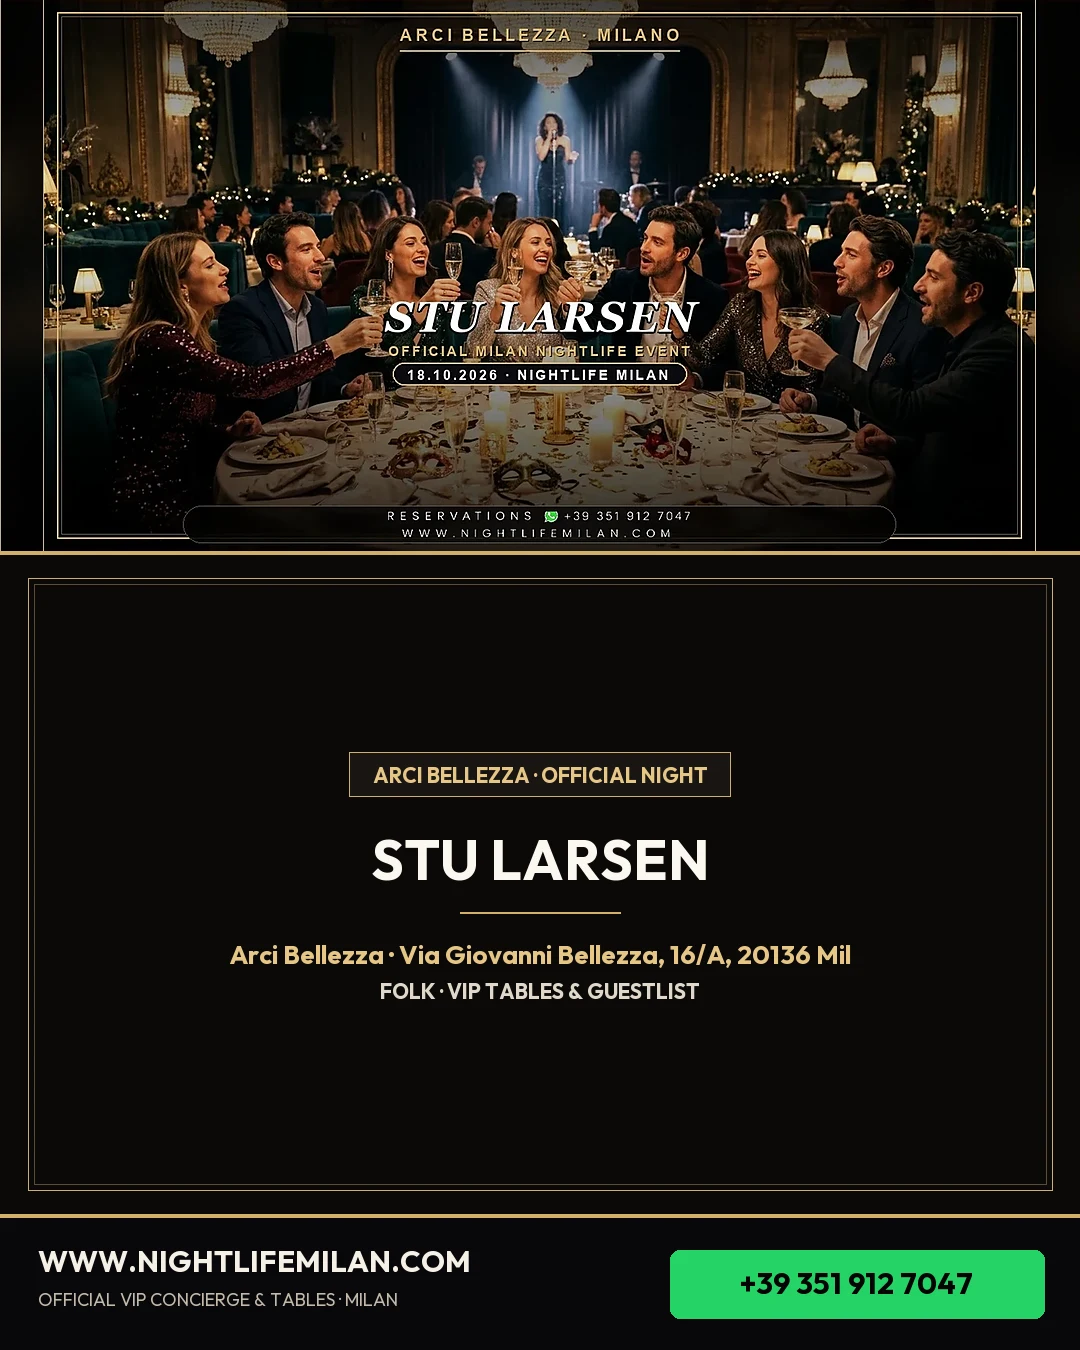 ARCI BELLEZZA · MILANO
STU LARSEN
OFFICIAL MILAN NIGHTLIFE EVENT
18.10.2026 · NIGHTLIFE MILAN
RESERVATIONS +39 351 912 7047
WWW.NIGHTLIFEMILAN.COM
ARCI BELLEZZA · OFFICIAL NIGHT
STU LARSEN
Arci Bellezza · Via Giovanni Bellezza, 16/A, 20136 Mil
FOLK · VIP TABLES & GUESTLIST
WWW.NIGHTLIFEMILAN.COM
OFFICIAL VIP CONCIERGE & TABLES · MILAN
+39 351 912 7047